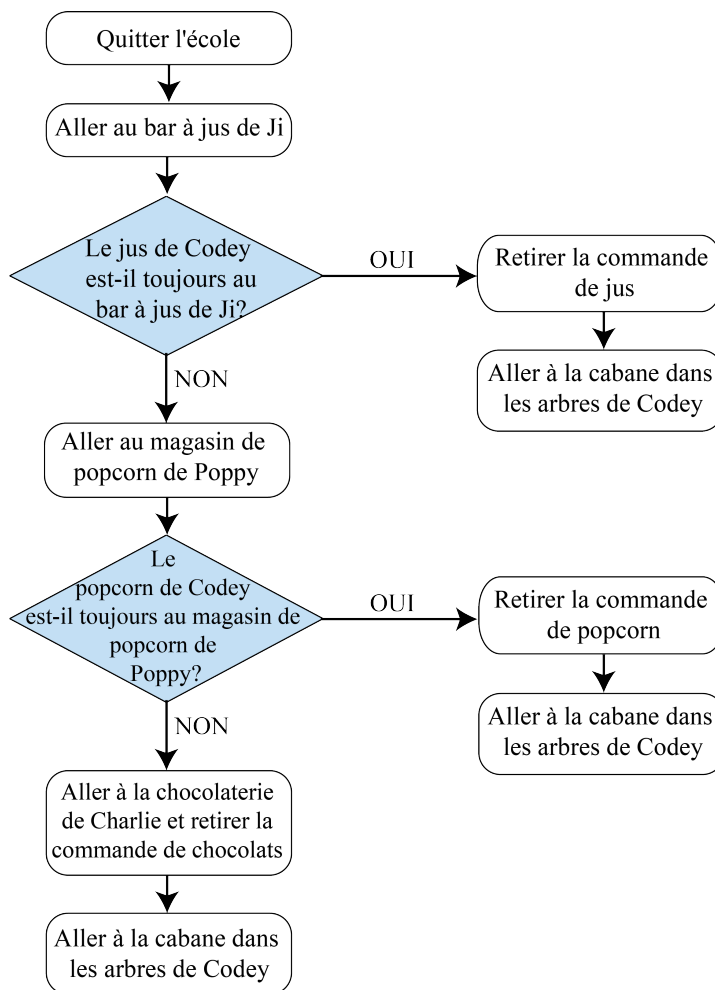 Quitter l'école
Aller au bar à jus de Ji
Le jus de Codey
est-il toujours au
bar à jus de Ji?
OUI
Retirer la commande
de jus
Aller à la cabane dans
les arbres de Codey
NON
Aller au magasin de
popcorn de Poppy
Le
popcorn de Codey
est-il toujours au magasin de
popcorn de
Poppy?
OUI
Retirer la commande
de popcorn
Aller à la cabane dans
les arbres de Codey
NON
Aller à la chocolaterie
de Charlie et retirer la
commande de chocolats
Aller à la cabane dans
les arbres de Codey